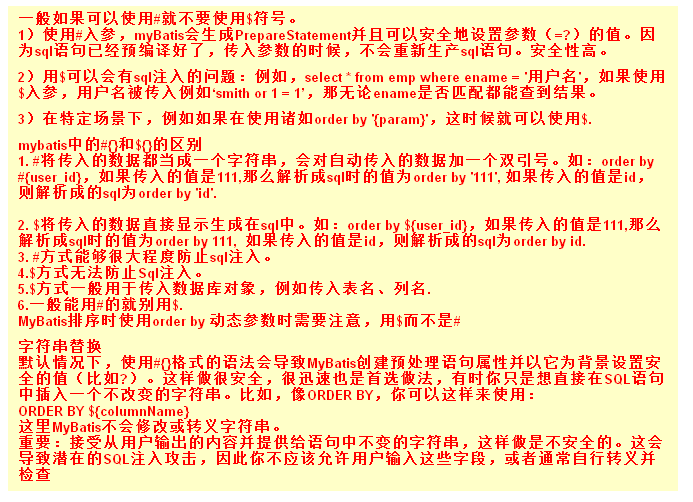 一般如果可以使用#就不要使用$符号。
1）使用#入参，myBatis会生成PrepareStatement并且可以安全地设置参数（=?）的值。因
为sql语句已经预编译好了，传入参数的时候，不会重新生产sql语句。安全性高。
2）用$可以会有sql注入的问题：例如，select * from emp where ename = '用户名'，如果使用
$入参，用户名被传入例如‘smith or 1 = 1’，那无论ename是否匹配都能查到结果。
3）在特定场景下，例如如果在使用诸如order by '{param}'，这时候就可以使用$.
mybatis中的#{}和${}的区别
1. #将传入的数据都当成一个字符串，会对自动传入的数据加一个双引号。如：order by
#{user_id}，如果传入的值是111,那么解析成sql时的值为order by '111', 如果传入的值是id，
则解析成的sql为order by 'id'.
2. $将传入的数据直接显示生成在sql中。如：order by ${user_id}，如果传入的值是111,那么
解析成sql时的值为order by 111, 如果传入的值是id，则解析成的sql为order by id.
3. #方式能够很大程度防止sql注入。
4.$方式无法防止Sql注入。
5.$方式一般用于传入数据库对象，例如传入表名、列名.
6.一般能用#的就别用$.
MyBatis排序时使用order by 动态参数时需要注意，用$而不是#
字符串替换
默认情况下，使用#{}格式的语法会导致MyBatis创建预处理语句属性并以它为背景设置安
全的值（比如?）。这样做很安全，很迅速也是首选做法，有时你只是想直接在SQL语句
中插入一个不改变的字符串。比如，像ORDER BY，你可以这样来使用：
ORDER BY ${columnName}
这里MyBatis不会修改或转义字符串。
重要：接受从用户输出的内容并提供给语句中不变的字符串，这样做是不安全的。这会
导致潜在的SQL注入攻击，因此你不应该允许用户输入这些字段，或者通常自行转义并
检查